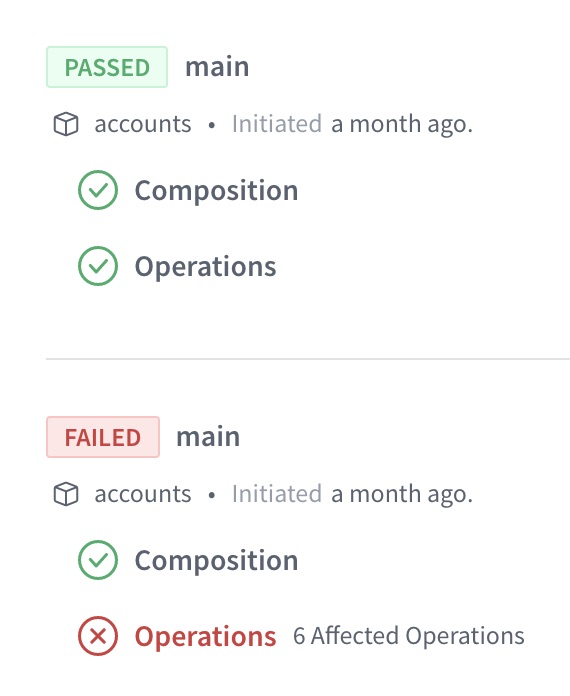 PASSED main
accounts • Initiated a month ago.
Composition
Operations
FAILED main
accounts • Initiated a month ago.
Composition
Operations 6 Affected Operations